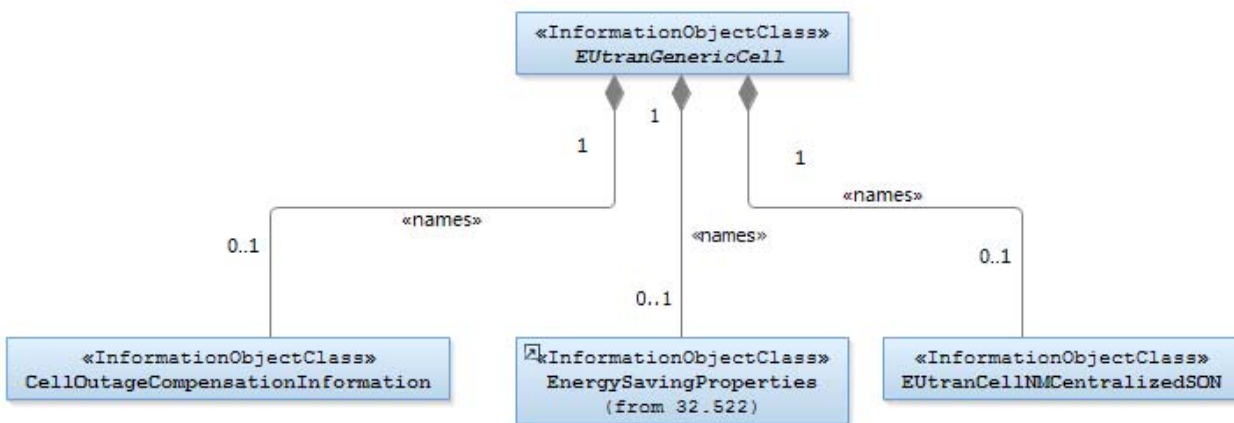 «InformationObjectClass»
EUtranGenericCell
1
1
1
«names»
«names»
«names»
0..1
0..1
0..1
«InformationObjectClass»
CellOutageCompensationInformation
«InformationObjectClass»
EnergySavingProperties
(from 32.522)
«InformationObjectClass»
EUtranCellNMCentralizedSON